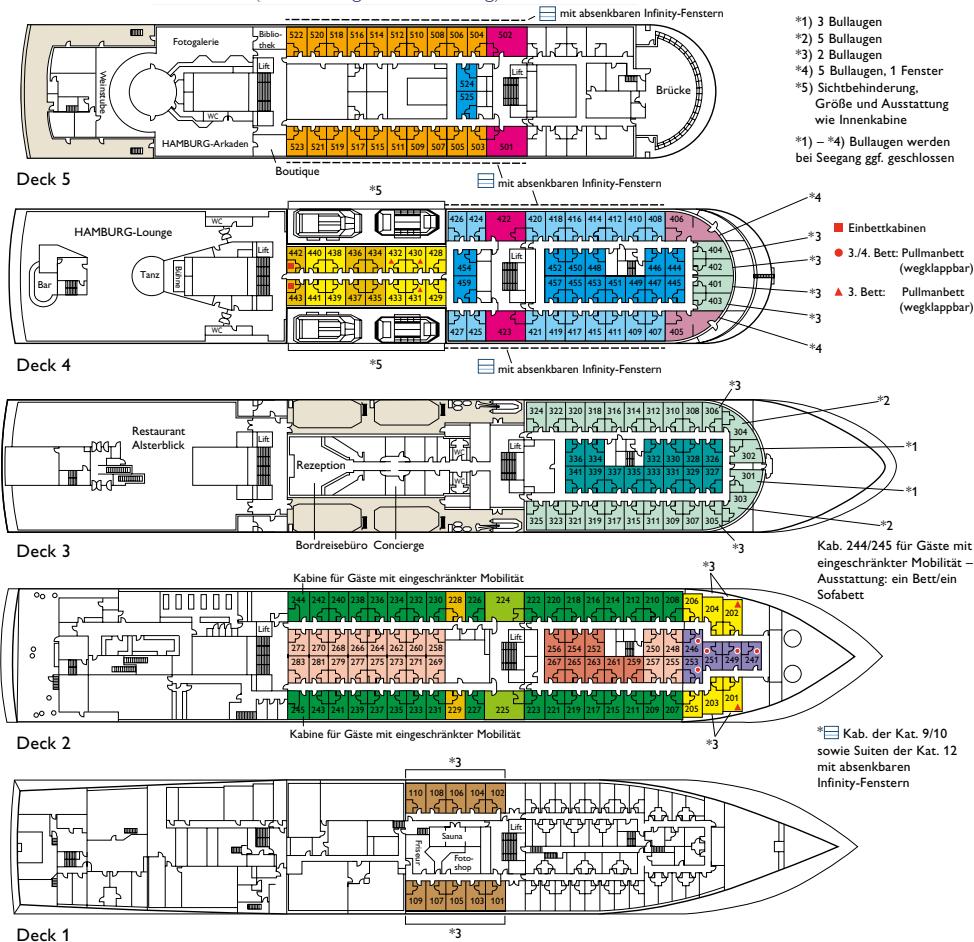 mit absenkbaren Infinity-Fenstern
Fotogalerie
Biblio-
thek
522 520 518 516 514 512 510 508 506 504 502
Lift
Lift
Weinstube
524
525
Brücke
WC
HAMBURG-Arkaden
523 521 519 517 515 511 509 507 505 503 501
Boutique
Deck 5
mit absenkbaren Infinity-Fenstern
*1) 3 Bullaugen
*2) 5 Bullaugen
*3) 2 Bullaugen
*4) 5 Bullaugen, 1 Fenster
*5) Sichtbehinderung,
Größe und Ausstattung
wie Innenkabine
*1) – *4) Bullaugen werden
bei Seegang ggf. geschlossen
*5
*4
HAMBURG-Lounge
WC
426 424 422 420 418 416 414 412 410 408 406
*3
Lift
Lift
442 440 438 436 434 432 430 428
454 452 450 448 446 444
404
402
*3
Bar
Tanz
Bühne
443 441 439 437 435 433 431 429
459 457 455 453 451 449 447 445
401
403
*3
*3
WC
427 425 423 421 419 417 415 411 409 407 405
*4
Deck 4
*5
mit absenkbaren Infinity-Fenstern
Einbettkabinen
3./4. Bett: Pullmanbett
(wegklappbar)
3. Bett: Pullmanbett
(wegklappbar)
*3
*2
324 322 320 318 316 314 312 310 308 306
304
Restaurant
Alsterblick
Lift
Lift
WC
336 334 332 330 328 326
302
*1
Rezeption
341 339 337 335 333 331 329 327
301
*1
WC
303
325 323 321 319 317 315 311 309 307 305
*2
Bordreisebüro Concierge
*3
Deck 3
Kab. 244/245 für Gäste mit
eingeschränkter Mobilität –
Ausstattung: ein Bett/ein
Sofabett
Kabine für Gäste mit eingeschränkter Mobilität
*3
244 242 240 238 236 234 232 230 228 226 224 222 220 218 216 214 212 210 208 206 204 202
Lift
Lift
272 270 268 266 264 262 260 258
256 254 252 250 248 246
283 281 279 277 275 273 271 269
267 265 263 261 259 257 255 253 251 249 247
245 243 241 239 237 235 233 231 229 227 225 223 221 219 217 215 211 209 207 205 203 201
Kabine für Gäste mit eingeschränkter Mobilität
*3
Deck 2
* Kab. der Kat. 9/10
sowie Suiten der Kat. 12
mit absenkbaren
Infinity-Fenstern
*3
110 108 106 104 102
Lift
Sauna
Friseur
Foto-
shop
109 107 105 103 101
*3
Deck 1